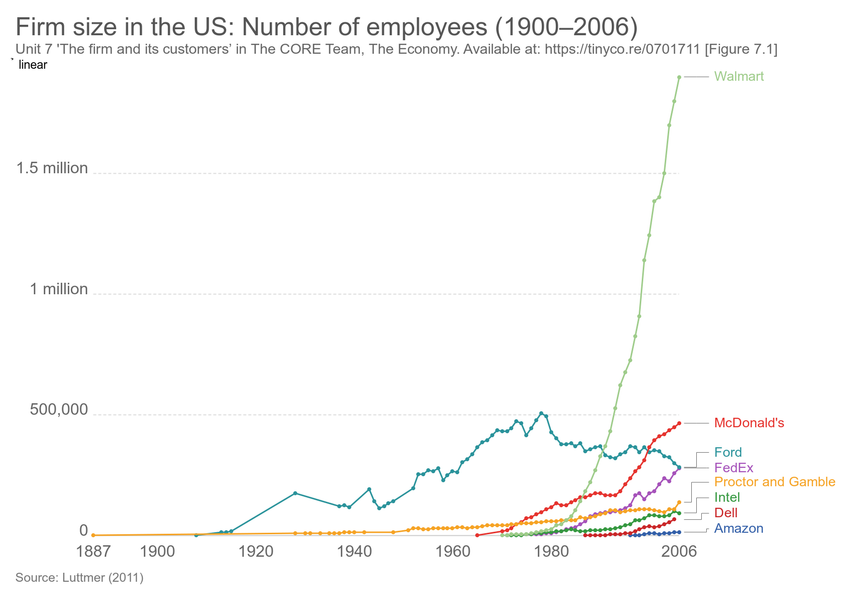 Firm size in the US: Number of employees (1900–2006)
Unit 7 'The firm and its customers’ in The CORE Team, The Economy. Available at: https://tinyco.re/0701711 [Figure 7.1]
linear
Walmart
1.5 million
1 million
500,000
McDonald's
Ford
FedEx
Proctor and Gamble
Intel
Dell
Amazon
0
1887 1900 1920 1940 1960 1980 2006
Source: Luttmer (2011)